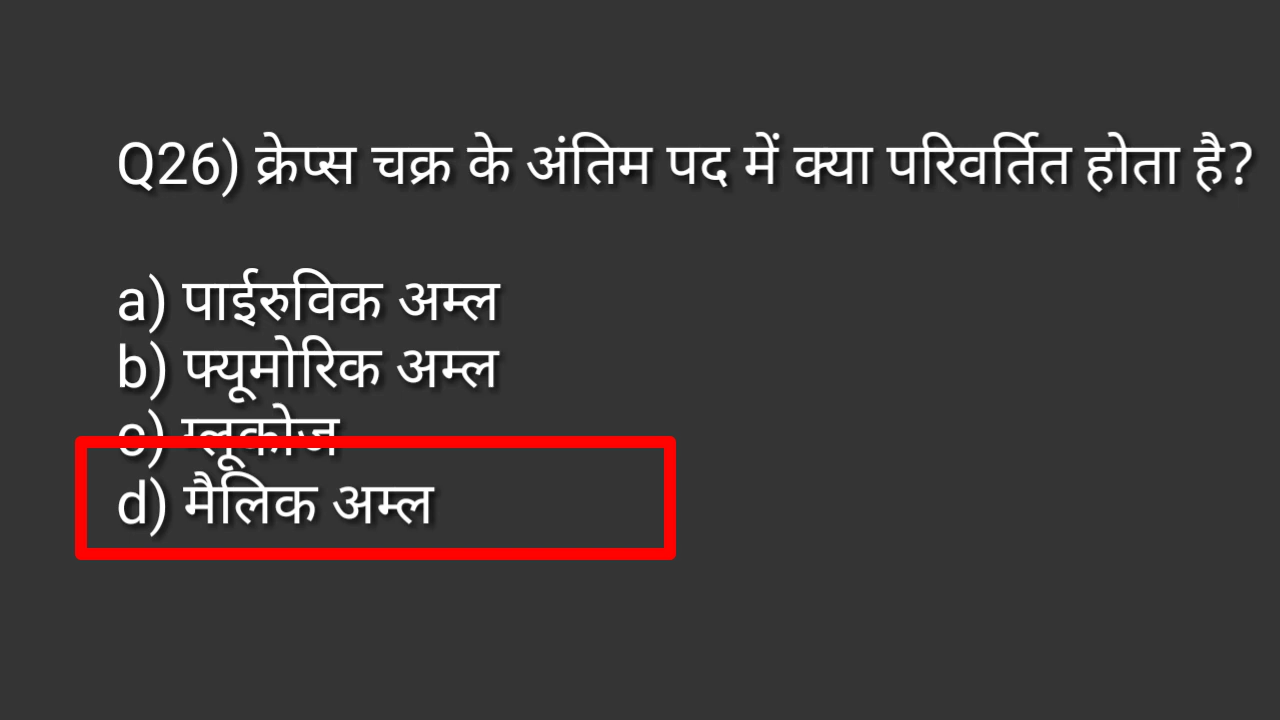 Q26) क्रेप्स चक्र के अंतिम पद में क्या परिवर्तित होता है?
a) पाईरुविक अम्ल
b) फ्यूमोरिक अम्ल
c) ग्लूकोज
d) मैलिक अम्ल